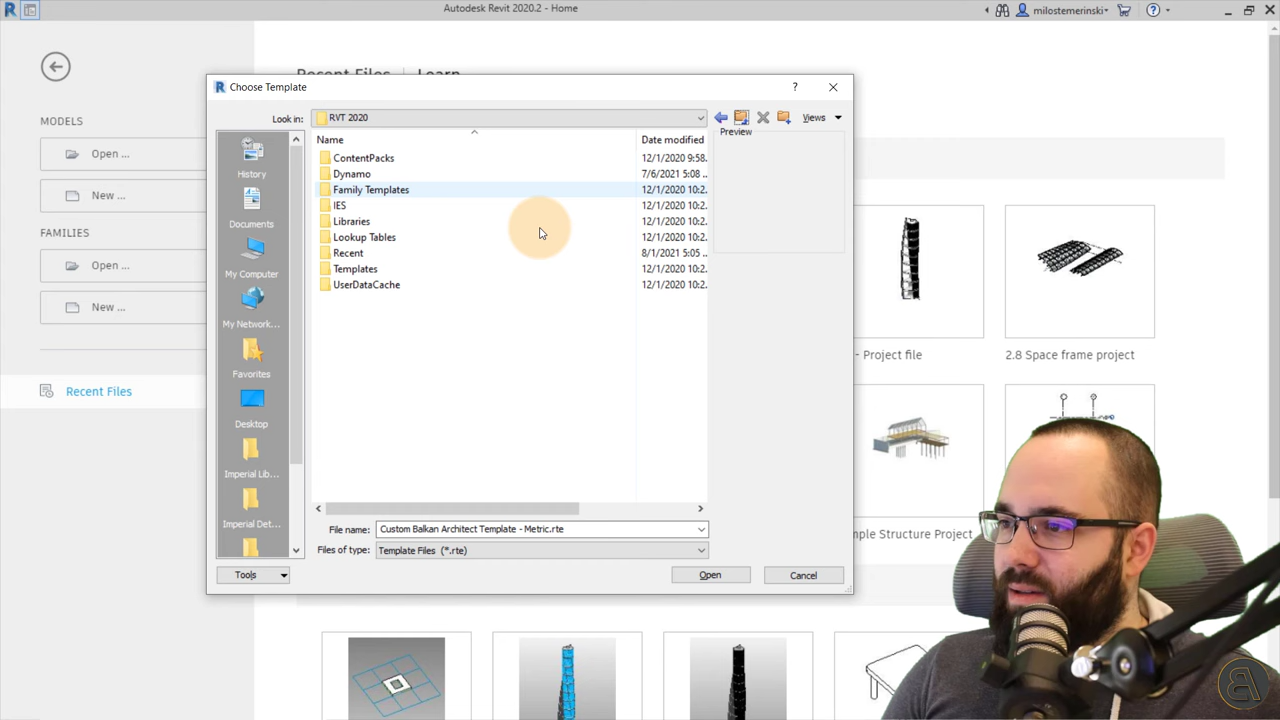 Autodesk Revit 2020.2 - Home
milostemerinski
MODELS
Open ...
New ...
FAMILIES
Open ...
New ...
Recent Files
Recent Files
Learn
Choose Template
Look in:
RVT 2020
Views
Name
Date modified
Preview
ContentPacks
12/1/2020 9:58
Dynamo
7/6/2021 5:08 ..
Family Templates
12/1/2020 10:2..
IES
12/1/2020 10:2..
Libraries
12/1/2020 10:2..
Lookup Tables
12/1/2020 10:2..
Recent
8/1/2021 5:05 ..
Templates
12/1/2020 10:2..
UserDataCache
12/1/2020 10:2..
History
Documents
My Computer
My Network...
Favorites
Desktop
Imperial Lib...
Imperial Det...
File name:
Custom Balkan Architect Template - Metric.rte
Files of type:
Template Files (*.rte)
Tools
Open
Cancel
- Project file
2.8 Space frame project
mple Structure Project